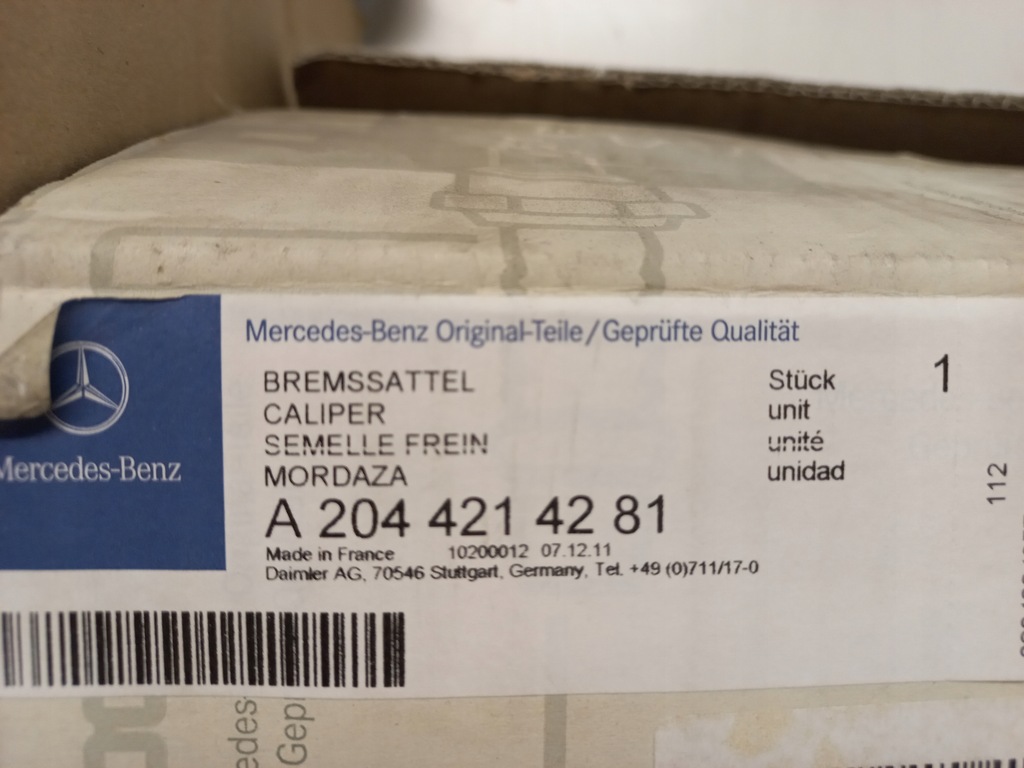 Mercedes-Benz Original-Teile/Geprüfte Qualität
BREMSSATTEL
CALIPER
SEMELLE FREIN
MORDAZA
Stück 1
unit
unité
unidad
A 204 421 42 81
Made in France 10200012 07.12.11
Daimler AG, 70546 Stuttgart, Germany, Tel. +49 (0)711/17-0
Mercedes-Benz
112